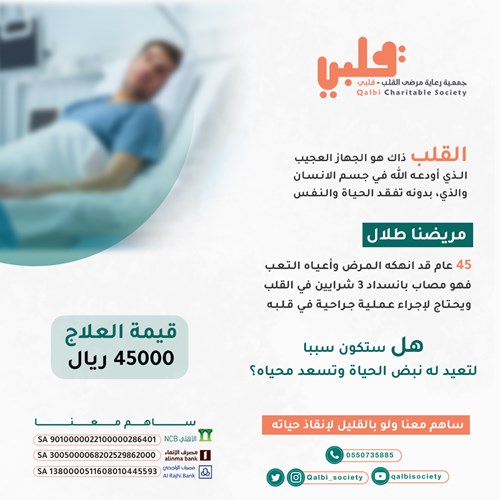 قلبي
جمعية رعاية مرضى القلب - قلبي
Qalbi Charitable Society
القلب ذاك هو الجهاز العجيب
الذي أودعه الله في جسم الانسان
والذي، بدونه تفقد الحياة والنفس
مريضنا طلال
45 عام قد انهكه المرض وأعياه التعب
فهو مصاب بانسداد 3 شرايين في القلب
ويحتاج لإجراء عملية جراحية في قلبه
قيمة العلاج
45000 ريال
هل ستكون سببا
لتعيد له نبض الحياة وتسعد محياه؟
ساهم معنا ولو بالقليل لإنقاذ حياته
ساهم معنا
SA 9010000022100000286401 الأهلي NCB
SA 3005000068202529862000 مصرف الإنماء alinma bank
SA 1380000511608010445593 مصرف الراجحي Al Rajhi Bank
0550735885
Qalbi_society
qalbisociety